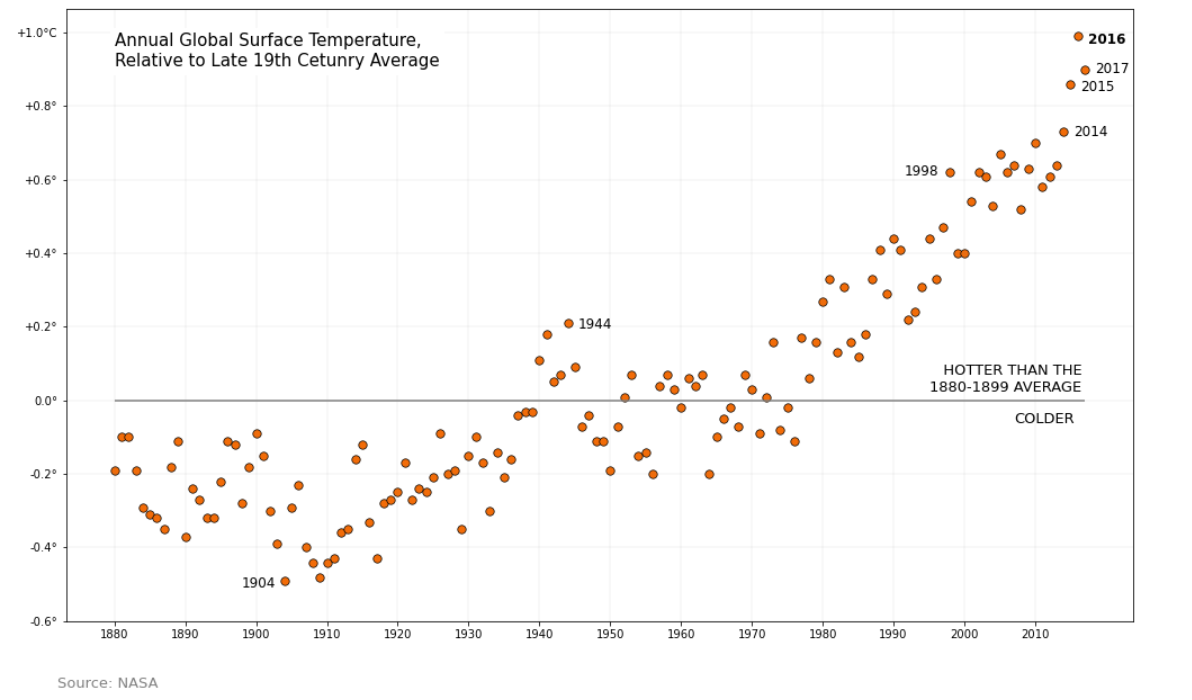 Annual Global Surface Temperature,
Relative to Late 19th Cetunry Average
+1.0°C
+0.8°
+0.6°
+0.4°
+0.2°
0.0°
-0.2°
-0.4°
-0.6°
2016
2017
2015
2014
1998
1944
HOTTER THAN THE
1880-1899 AVERAGE
COLDER
1904
1880 1890 1900 1910 1920 1930 1940 1950 1960 1970 1980 1990 2000 2010
Source: NASA